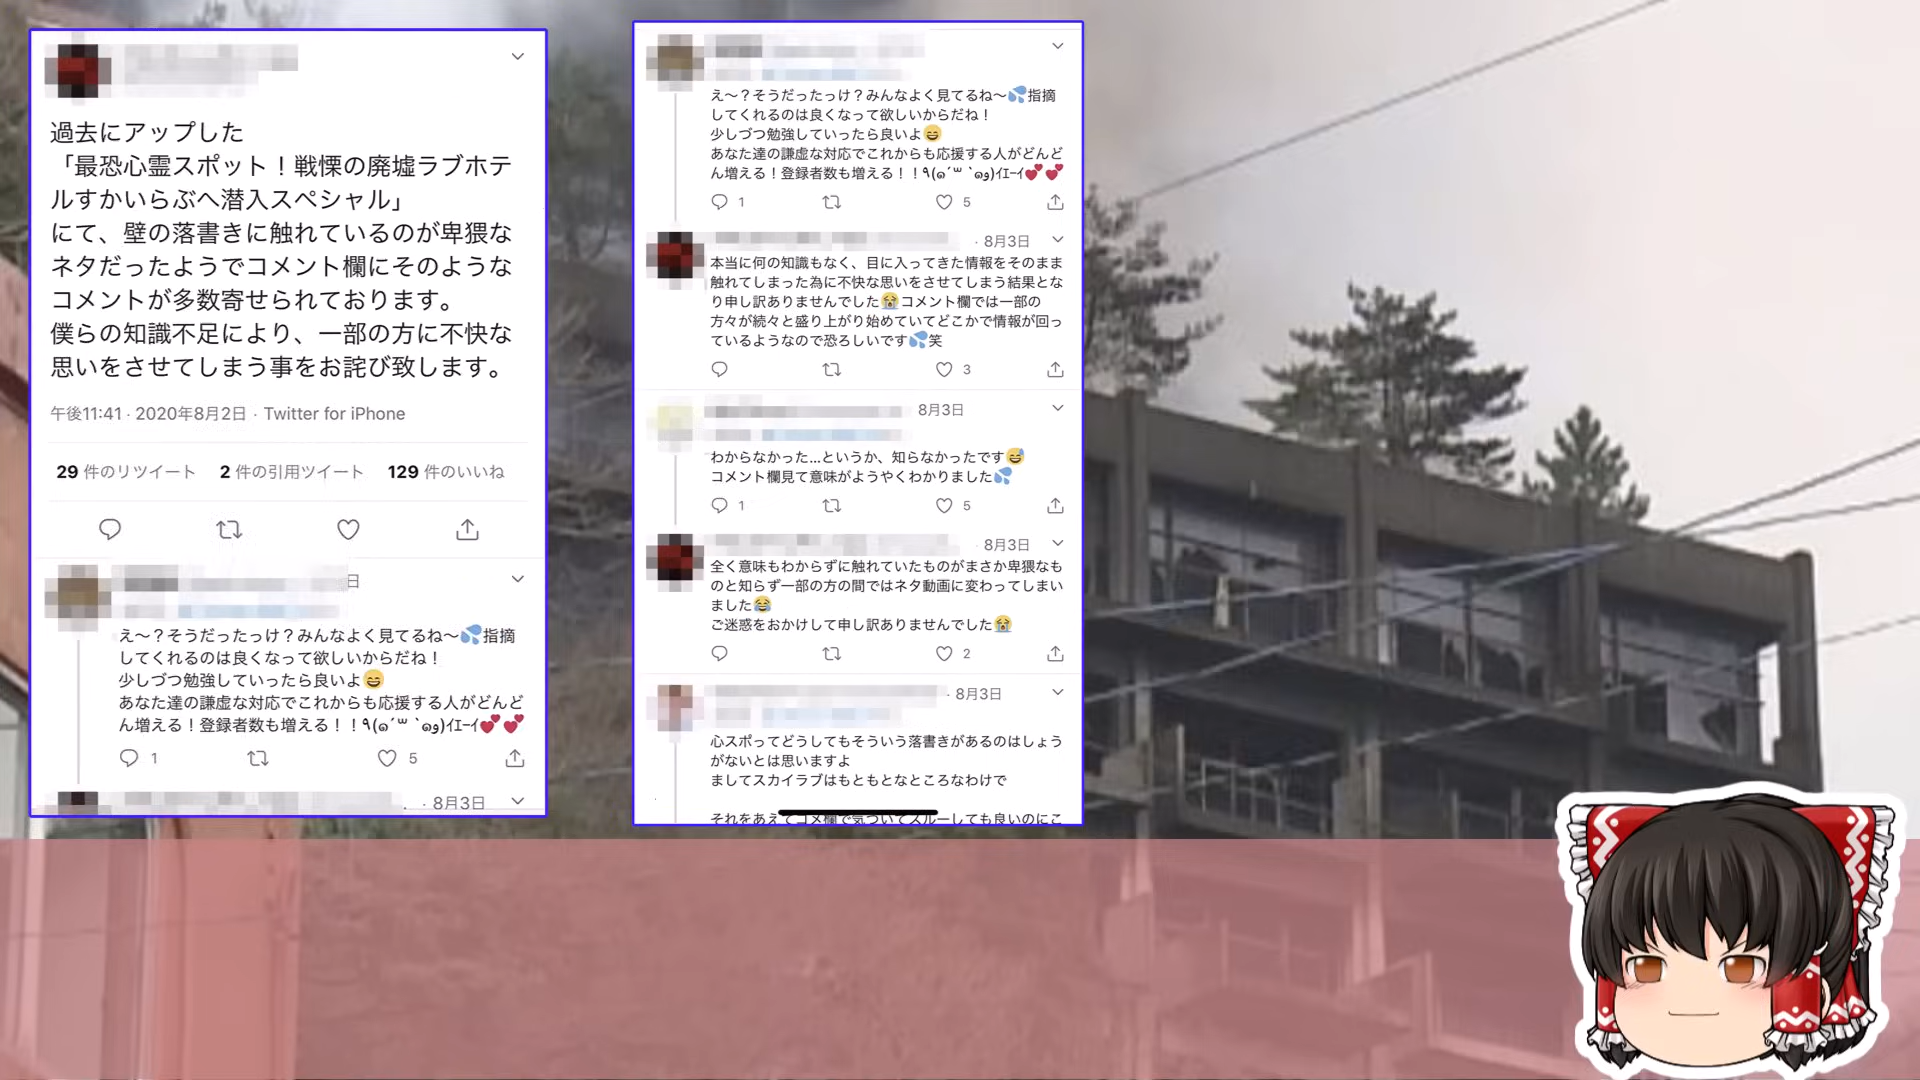 過去にアップした
「最恐心霊スポット！戦慄の廃墟ラブホテ
ルすかいらぶへ潜入スペシャル」
にて、壁の落書きに触れているのが卑猥な
ネタだったようでコメント欄にそのような
コメントが多数寄せられております。
僕らの知識不足により、一部の方に不快な
思いをさせてしまう事をお詫び致します。
午後11:41 · 2020年8月2日 · Twitter for iPhone
29 件のリツイート 2 件の引用ツイート 129 件のいいね
日
え〜？そうだったっけ？みんなよく見てるね〜💦指摘
してくれるのは良くなって欲しいからだね！
少しづつ勉強していったら良いよ😄
あなた達の謙虚な対応でこれからも応援する人がどんど
ん増える！登録者数も増える！！٩(๑´꒳`๑و)ｲｴｰｲ💕💕
1 5
· 8月3日
え〜？そうだったっけ？みんなよく見てるね〜💦指摘
してくれるのは良くなって欲しいからだね！
少しづつ勉強していったら良いよ😄
あなた達の謙虚な対応でこれからも応援する人がどんど
ん増える！登録者数も増える！！٩(๑´꒳`๑و)ｲｴｰｲ💕💕
1 5
· 8月3日
本当に何の知識もなく、目に入ってきた情報をそのまま
触れてしまった為に不快な思いをさせてしまう結果とな
り申し訳ありませんでした😭コメント欄では一部の
方々が続々と盛り上がり始めていてどこかで情報が回っ
ているようなので恐ろしいです💦笑
3
8月3日
わからなかった...というか、知らなかったです😅
コメント欄見て意味がようやくわかりました💦
1 5
· 8月3日
全く意味もわからずに触れていたものがまさか卑猥なも
のと知らず一部の方の間ではネタ動画に変わってしまい
ました😂
ご迷惑をおかけして申し訳ありませんでした😭
2
· 8月3日
心スポってどうしてもそういう落書きがあるのはしょう
がないとは思いますよ
ましてスカイラブはもともとなところなわけで
それをあえてコメ欄で気づいてスルーしても良いのにこ